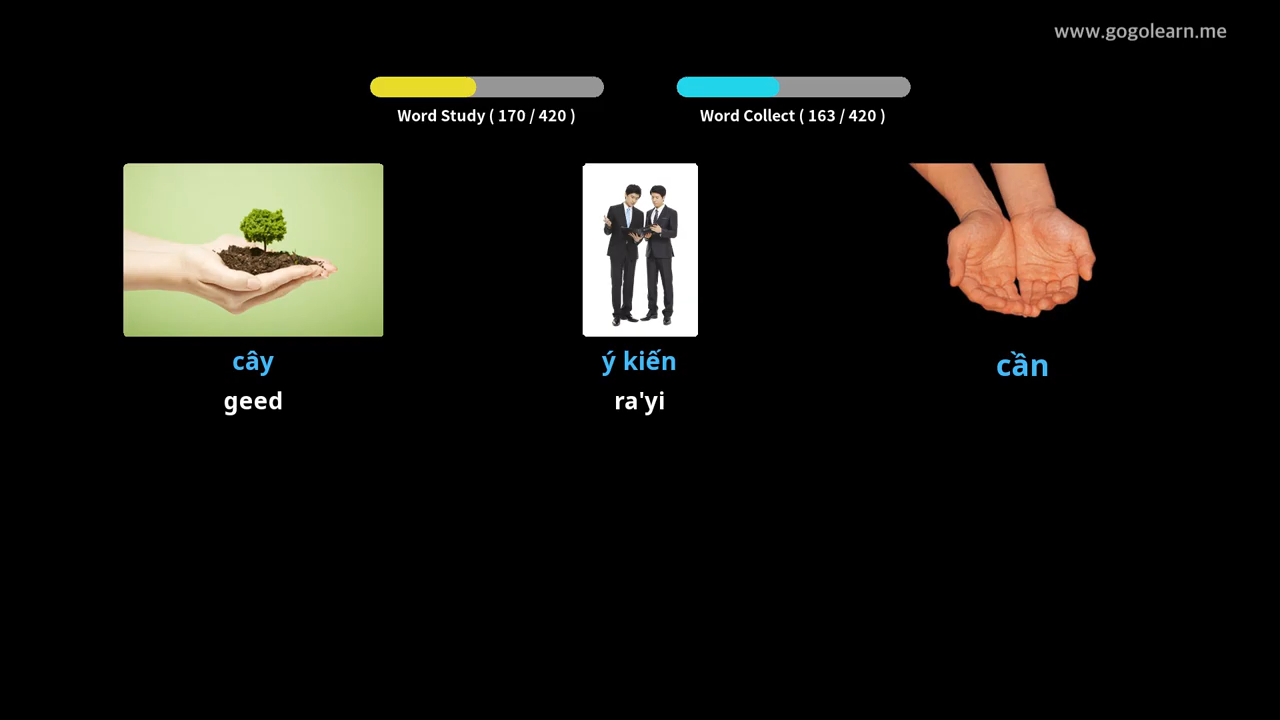 www.gogolearn.me
Word Study ( 170 / 420 )
Word Collect ( 163 / 420 )
cây
ý kiến
cần
geed
ra'yi